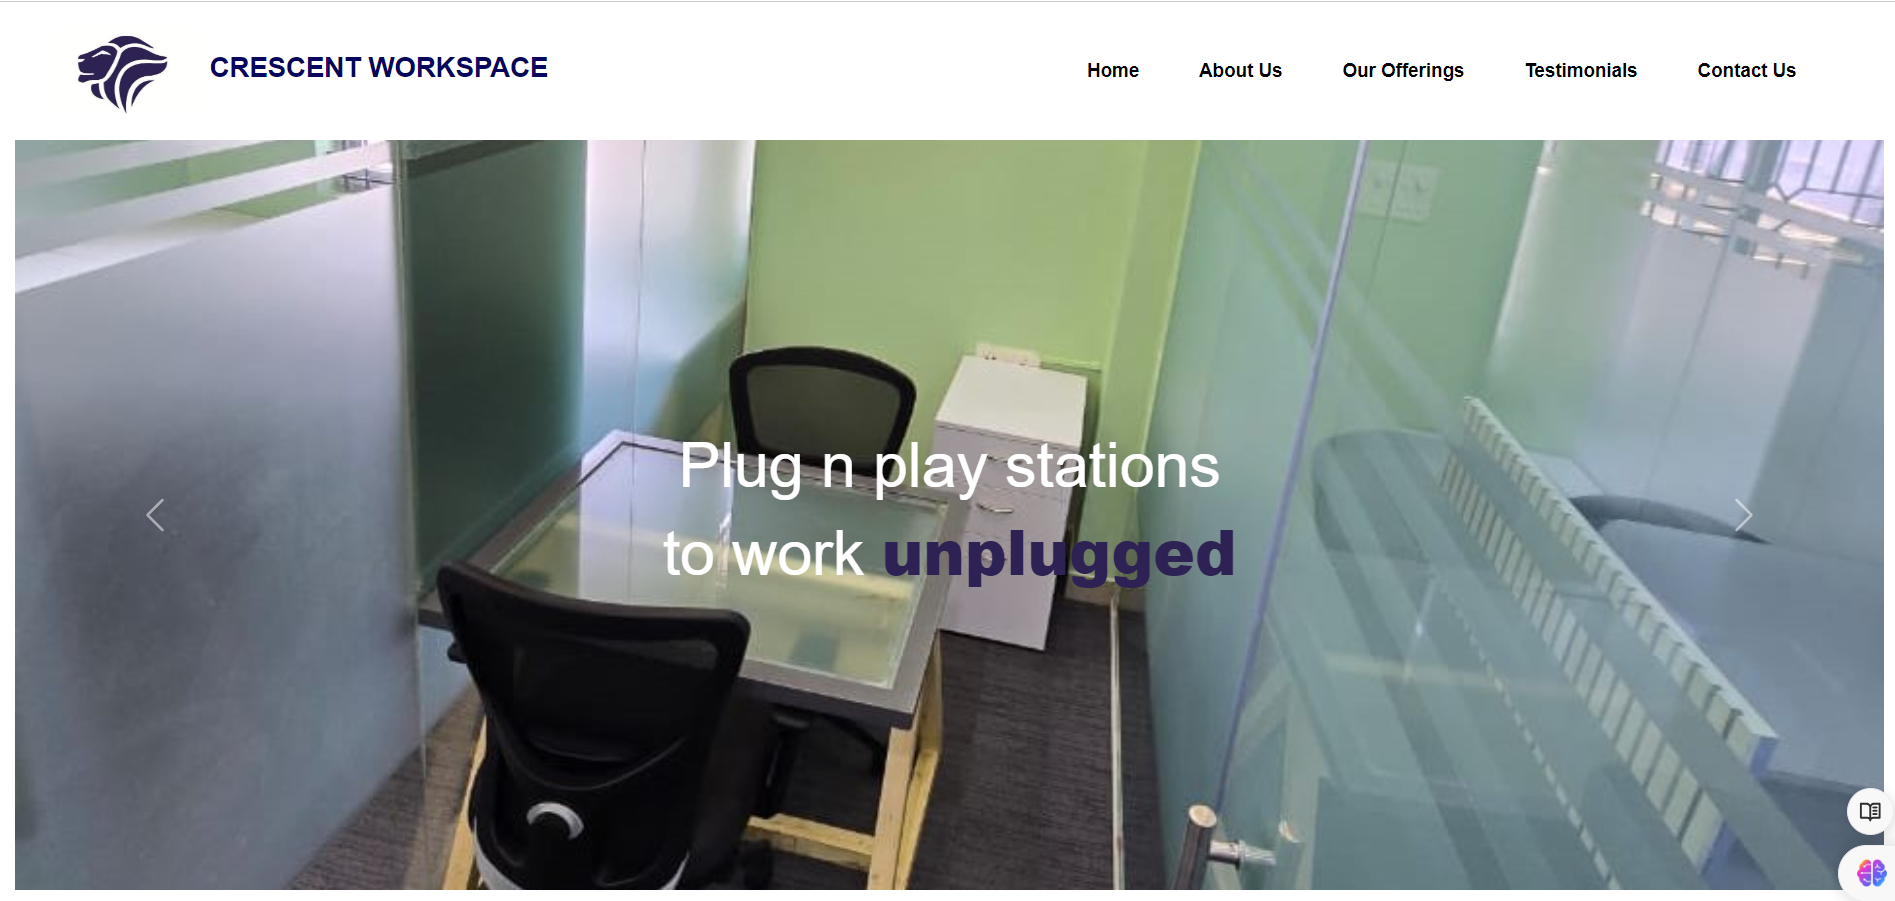 CRESCENT WORKSPACE
Home
About Us
Our Offerings
Testimonials
Contact Us
Plug n play stations
to work unplugged